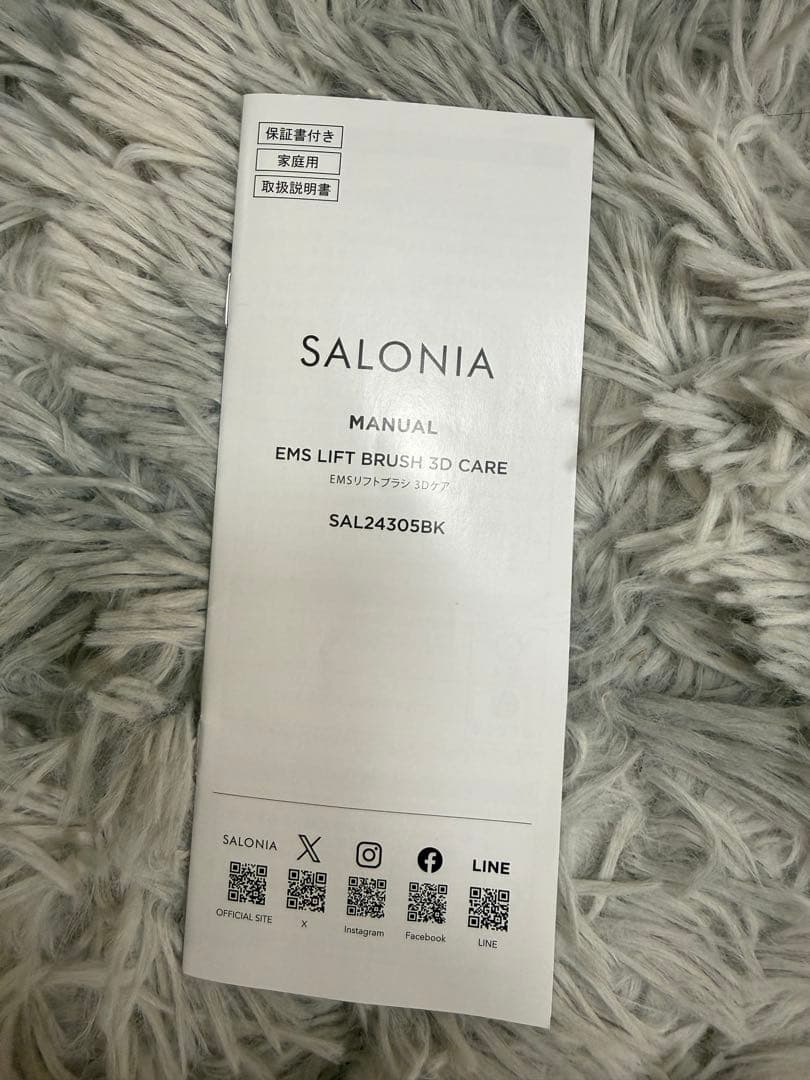 保証書付き
家庭用
取扱説明書
SALONIA
MANUAL
EMS LIFT BRUSH 3D CARE
EMSリフトブラシ 3Dケア
SAL24305BK
SALONIA
LINE
OFFICIAL SITE
X
Instagram
Facebook
LINE